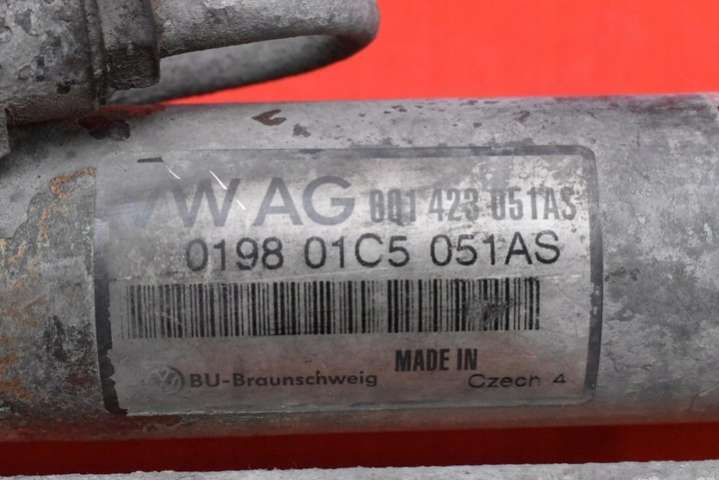 VW AG 8Q1 423 051AS
0198 01C5 051AS
MADE IN
BU-Braunschweig
Czech 4